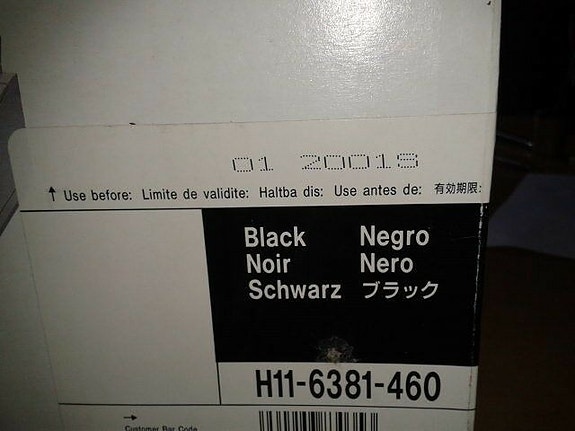 01 20018
↑ Use before: Limite de validite: Haltba dis: Use antes de: 有効期限:
Black Negro
Noir Nero
Schwarz ブラック
H11-6381-460
→
Customer Bar Code